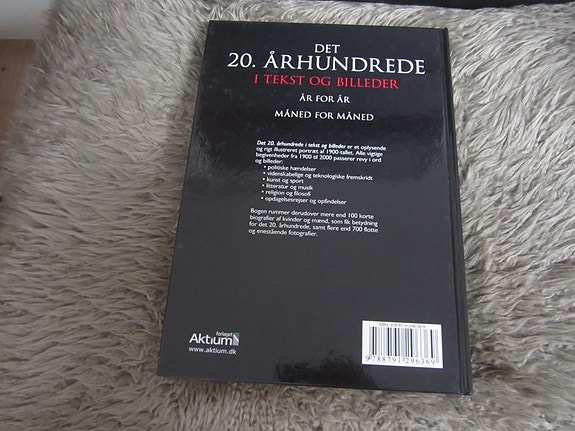 DET
20. ÅRHUNDREDE
I TEKST OG BILLEDER
ÅR FOR ÅR
MÅNED FOR MÅNED
Det 20. århundrede i tekst og billeder er et oplysende
og rigt illustreret portræt af 1900-tallet. Alle vigtige
begivenheder fra 1900 til 2000 passerer revy i ord
og billeder:
• politiske hændelser
• videnskabelige og teknologiske fremskridt
• kunst og sport
• litteratur og musik
• religion og filosofi
• opdagelsesrejser og opfindelser
Bogen rummer derudover mere end 100 korte
biografier af kvinder og mænd, som fik betydning
for det 20. århundrede, samt flere end 700 flotte
og enestående fotografier.
forlaget
Aktium
www.aktium.dk
ISBN
9 788791 296369